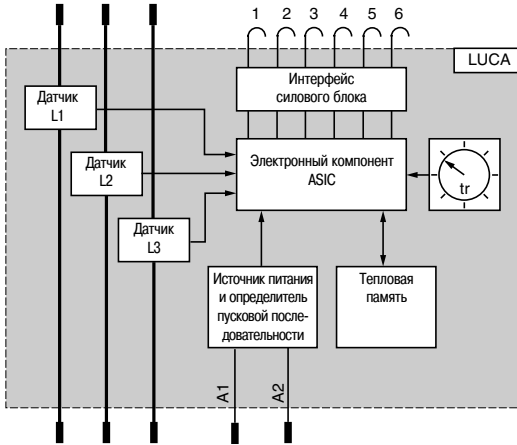 1 2 3 4 5 6
LUCA
Интерфейс
силового блока
Датчик
L1
Датчик
L2
Датчик
L3
Электронный компонент
ASIC
tr
Источник питания
и определитель
пусковой после-
довательности
Тепловая
память
A1
A2